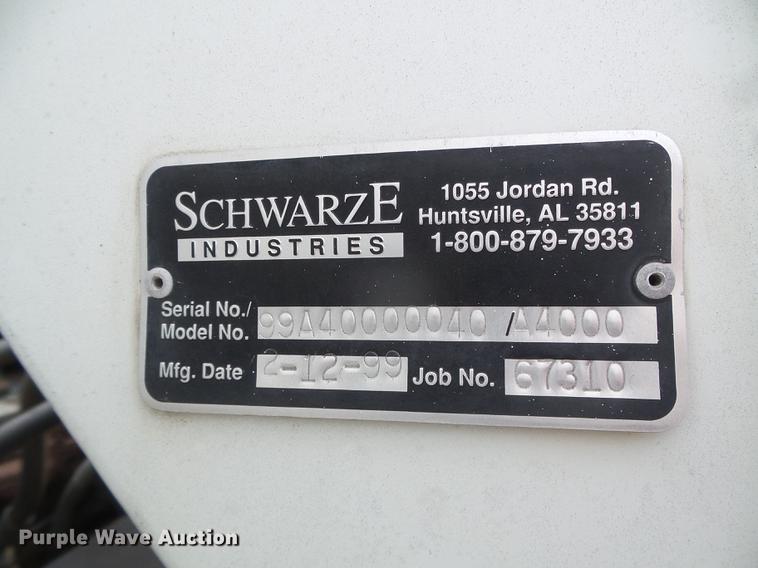 SCHWARZE
INDUSTRIES
1055 Jordan Rd.
Huntsville, AL 35811
1-800-879-7933
Serial No./
Model No. 99A40000040 /A4000
Mfg. Date 2-12-99 Job No. 67310
Purple Wave Auction